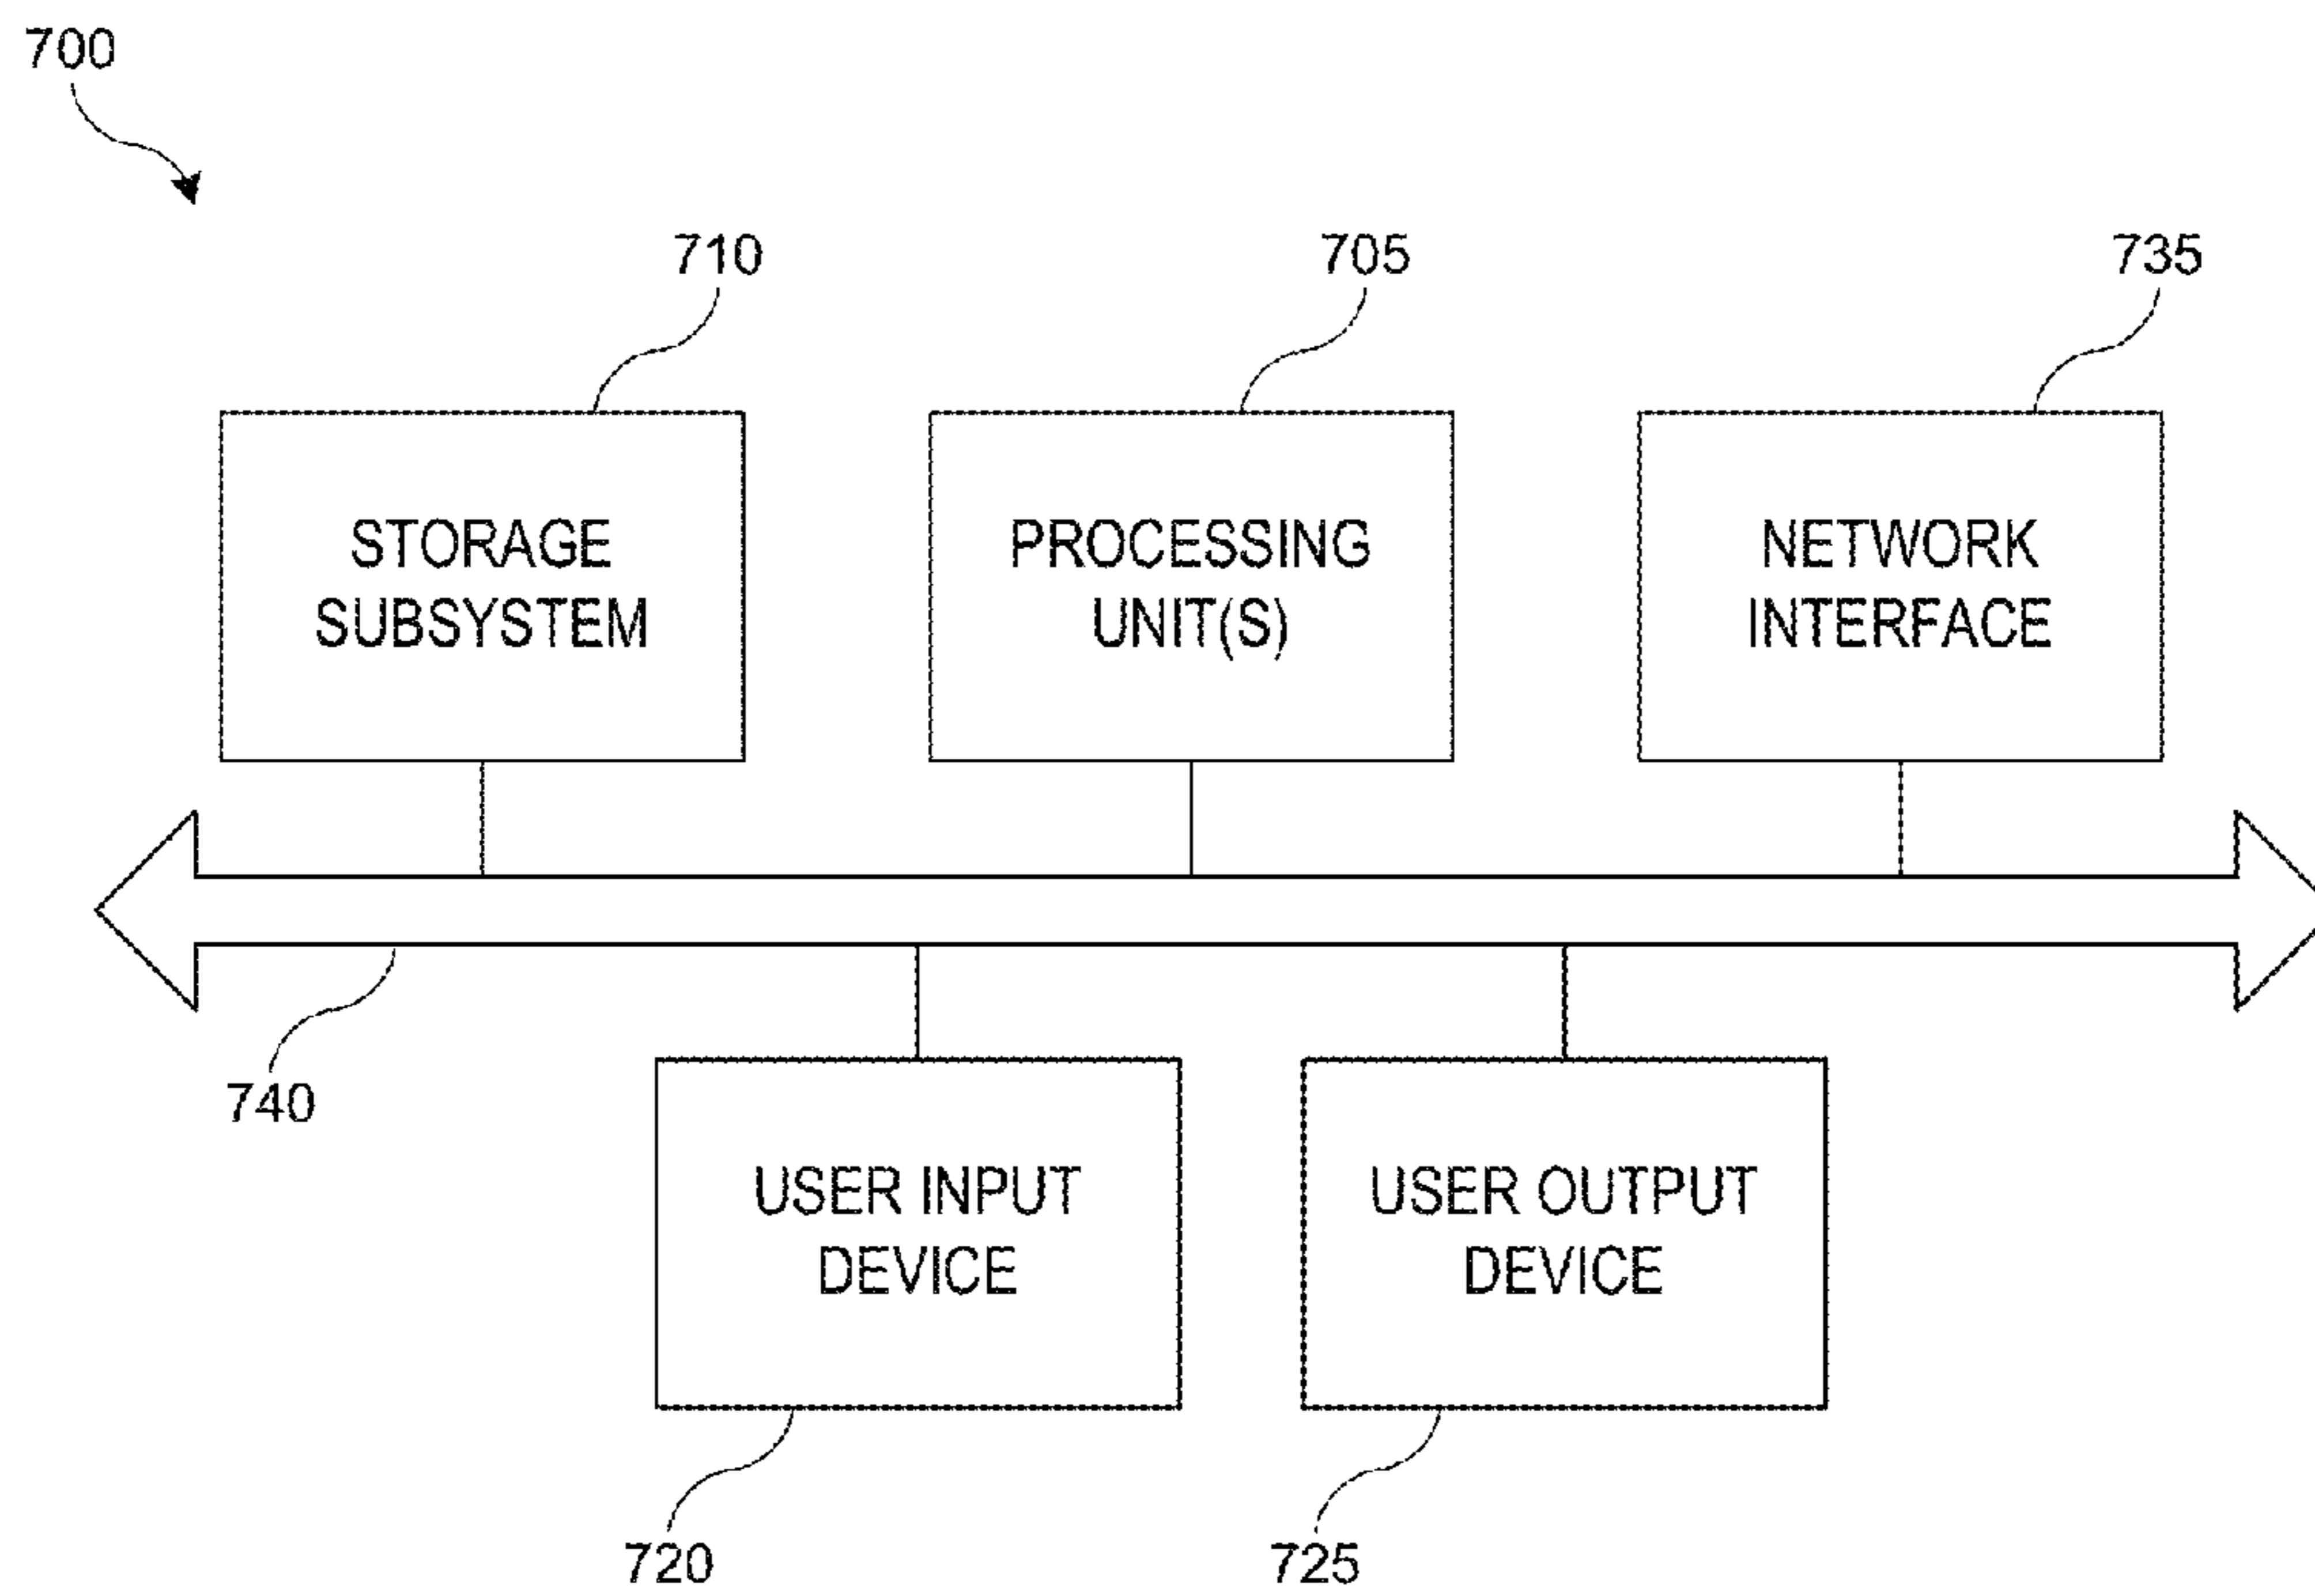 700
710
705
735
STORAGE
SUBSYSTEM
PROCESSING
UNIT(S)
NETWORK
INTERFACE
740
USER INPUT
DEVICE
USER OUTPUT
DEVICE
720
725